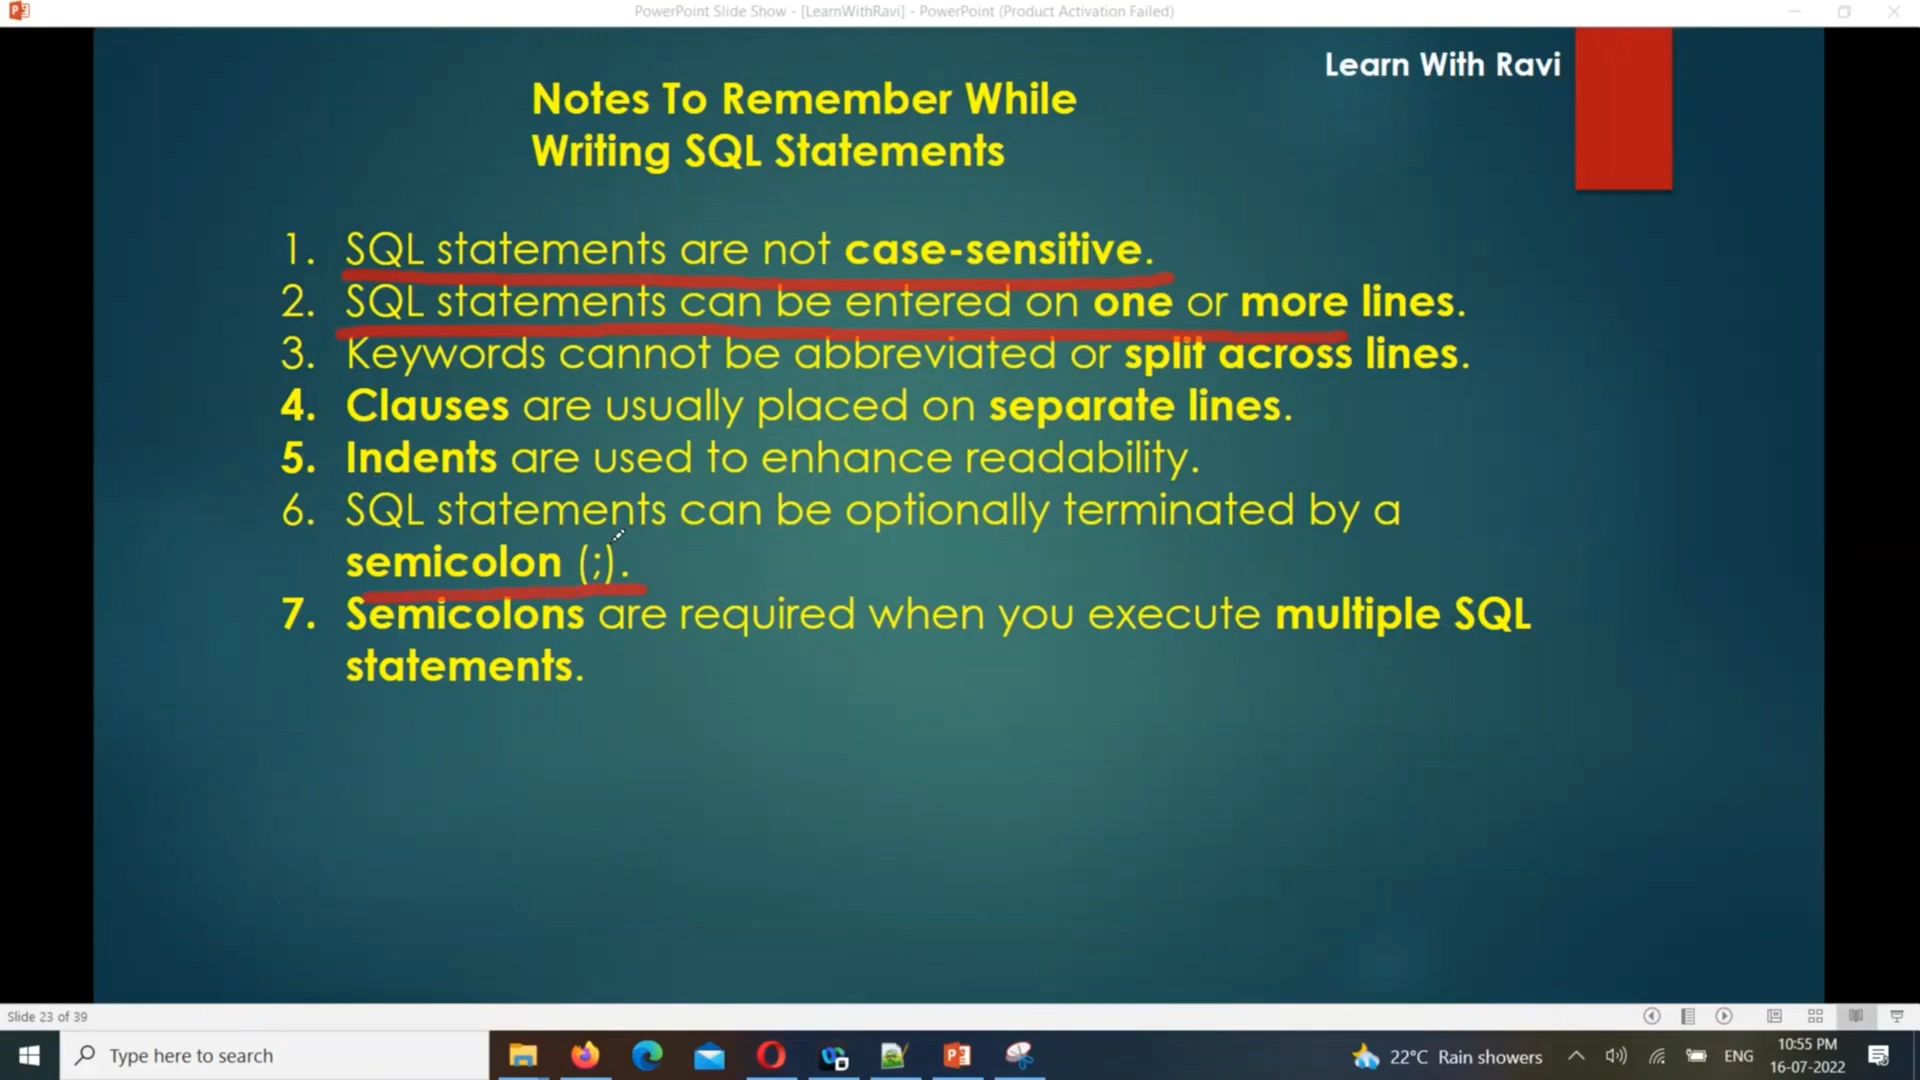 PowerPoint Slide Show - [LearnWithRavi] - PowerPoint (Product Activation Failed)
Learn With Ravi
Notes To Remember While
Writing SQL Statements
1. SQL statements are not case-sensitive.
2. SQL statements can be entered on one or more lines.
3. Keywords cannot be abbreviated or split across lines.
4. Clauses are usually placed on separate lines.
5. Indents are used to enhance readability.
6. SQL statements can be optionally terminated by a
semicolon (;).
7. Semicolons are required when you execute multiple SQL
statements.
Slide 23 of 39
Type here to search
22°C Rain showers
ENG
10:55 PM
16-07-2022